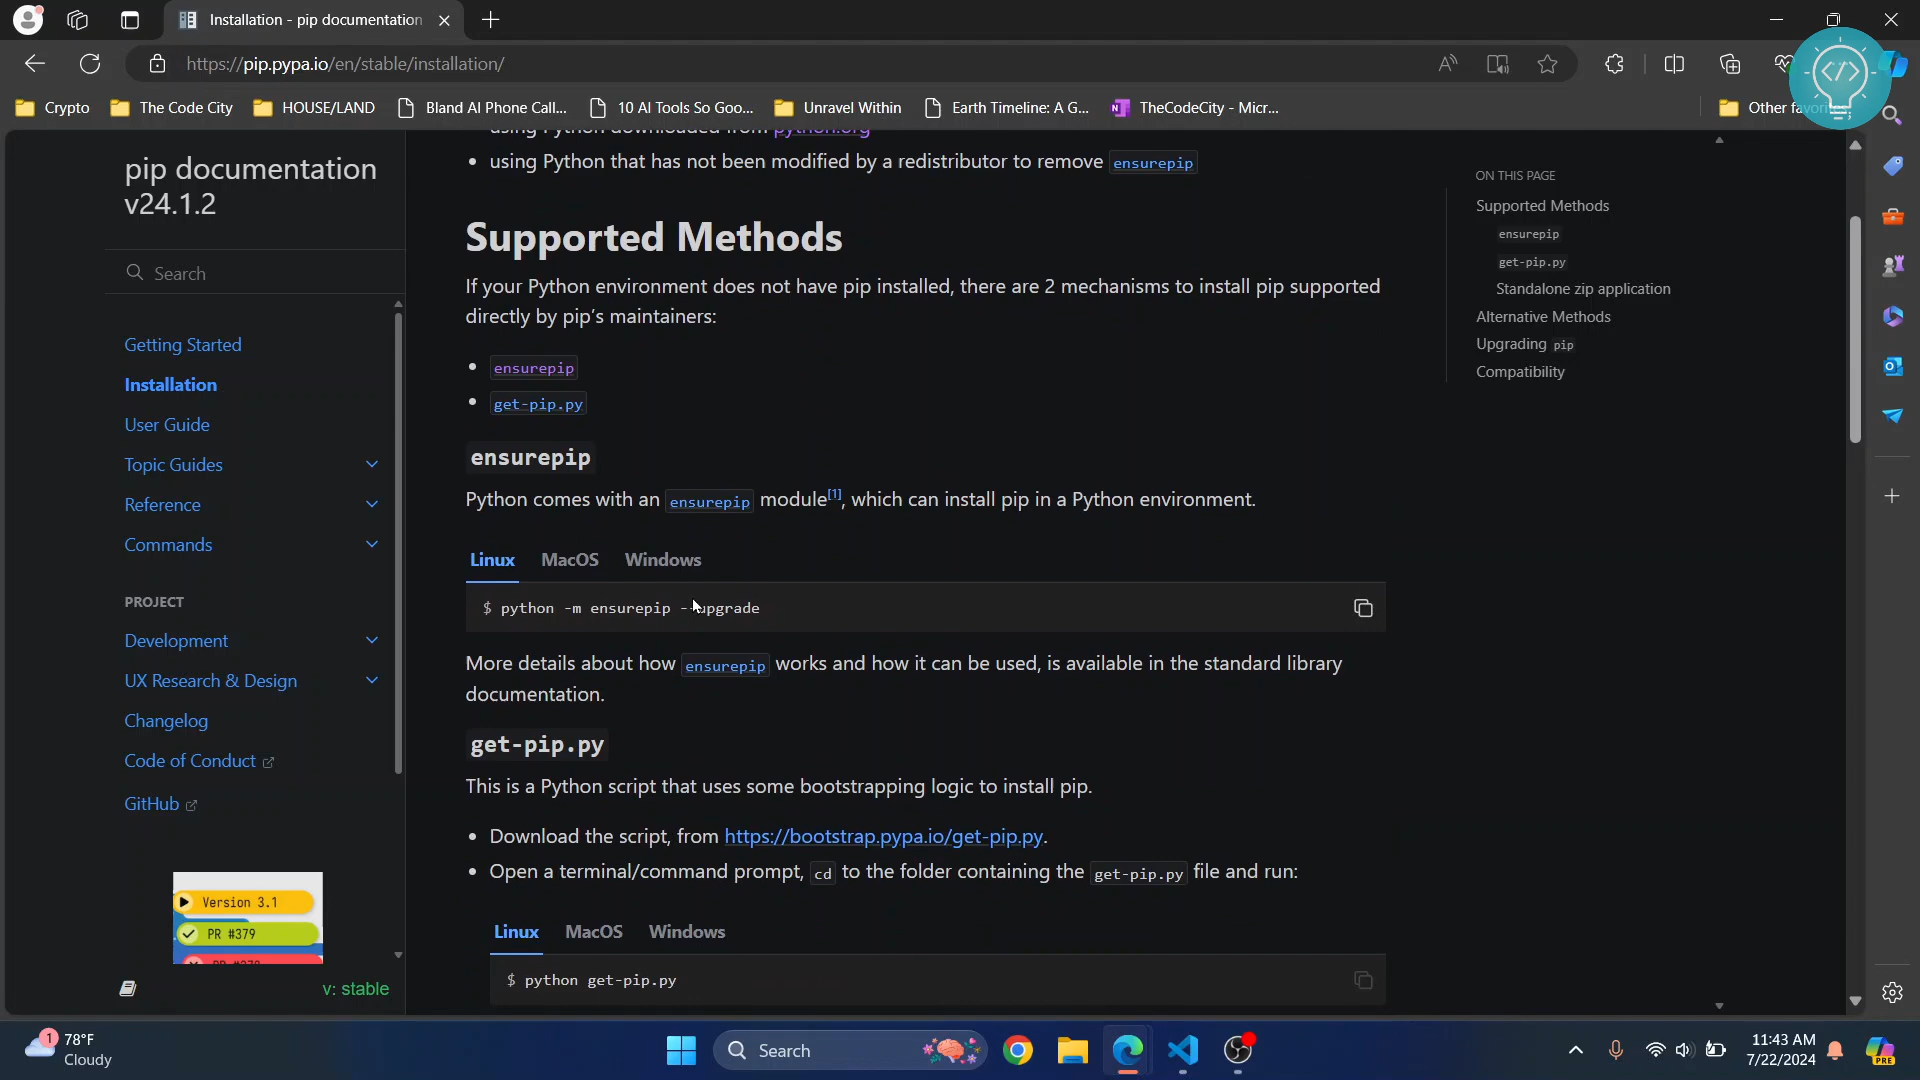 Installation - pip documentation
https://pip.pypa.io/en/stable/installation/
Crypto
The Code City
HOUSE/LAND
Bland AI Phone Call...
10 AI Tools So Goo...
Unravel Within
Earth Timeline: A G...
TheCodeCity - Micr...
Other favorites
pip documentation
v24.1.2
Search
Getting Started
Installation
User Guide
Topic Guides
Reference
Commands
PROJECT
Development
UX Research & Design
Changelog
Code of Conduct
GitHub
Version 3.1
PR #379
v: stable
using Python downloaded from python.org
• using Python that has not been modified by a redistributor to remove ensurepip
Supported Methods
If your Python environment does not have pip installed, there are 2 mechanisms to install pip supported
directly by pip’s maintainers:
• ensurepip
• get-pip.py
ensurepip
Python comes with an ensurepip module[1], which can install pip in a Python environment.
Linux MacOS Windows
$ python -m ensurepip --upgrade
More details about how ensurepip works and how it can be used, is available in the standard library
documentation.
get-pip.py
This is a Python script that uses some bootstrapping logic to install pip.
• Download the script, from https://bootstrap.pypa.io/get-pip.py.
• Open a terminal/command prompt, cd to the folder containing the get-pip.py file and run:
Linux MacOS Windows
$ python get-pip.py
ON THIS PAGE
Supported Methods
ensurepip
get-pip.py
Standalone zip application
Alternative Methods
Upgrading pip
Compatibility
1
78°F
Cloudy
Search
11:43 AM
7/22/2024
PRE